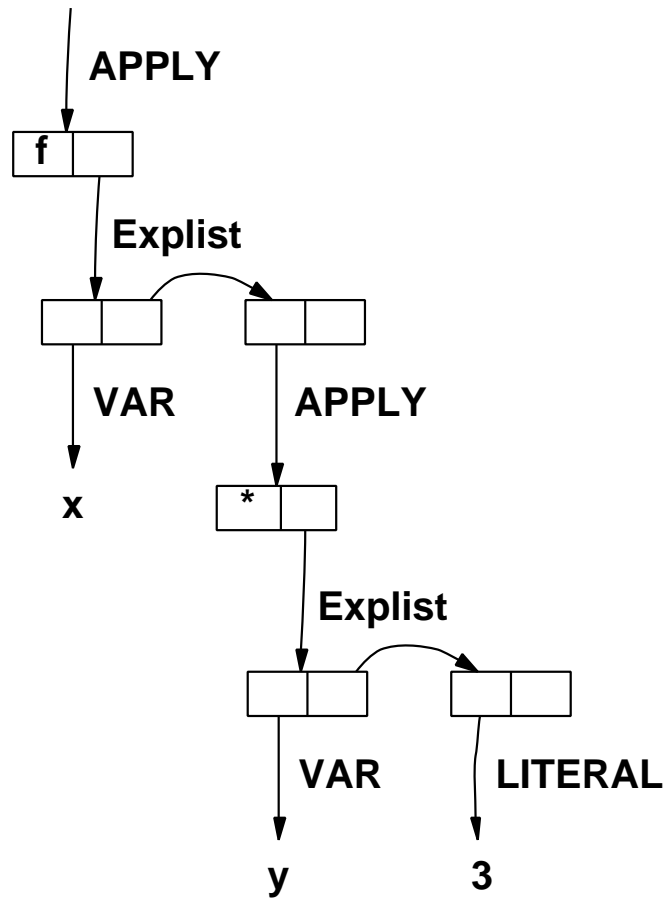 APPLY
f
Explist
VAR APPLY
x
*
Explist
VAR LITERAL
y 3